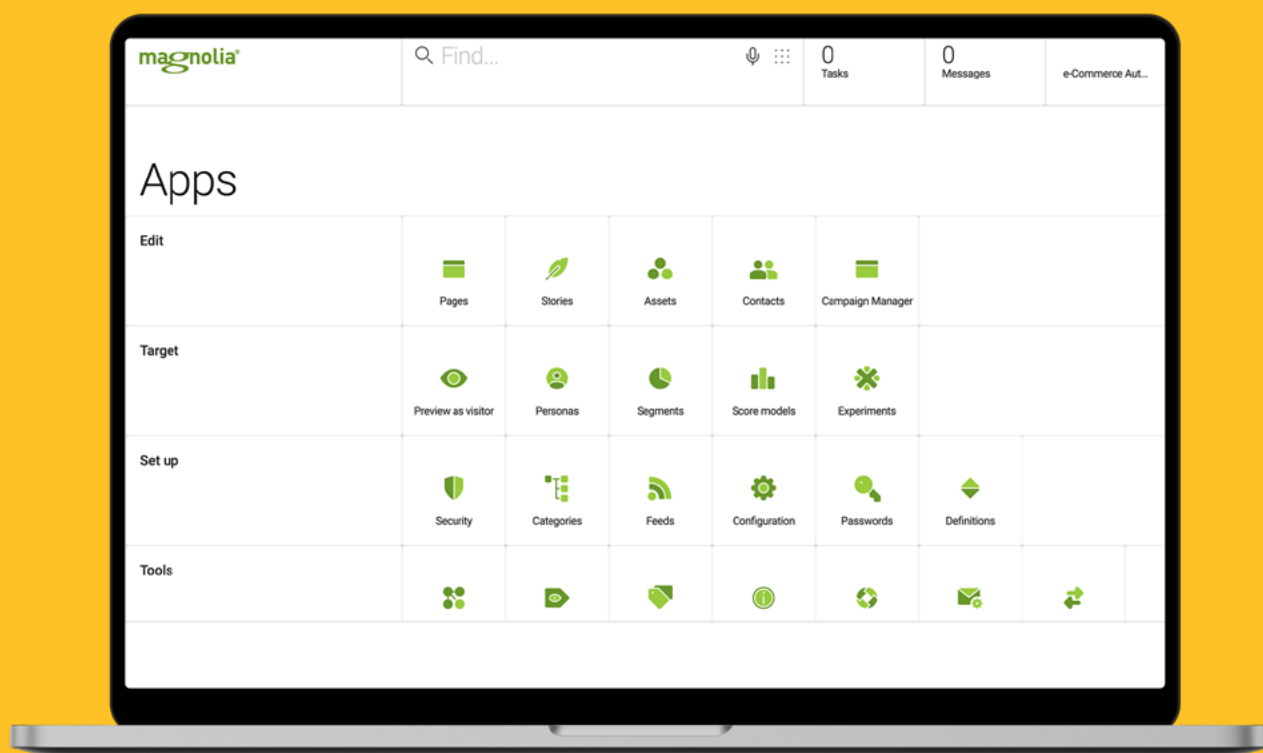 magnolia®
Find...
0
Tasks
0
Messages
e-Commerce Aut...
Apps
Edit
Pages
Stories
Assets
Contacts
Campaign Manager
Target
Preview as visitor
Personas
Segments
Score models
Experiments
Set up
Security
Categories
Feeds
Configuration
Passwords
Definitions
Tools